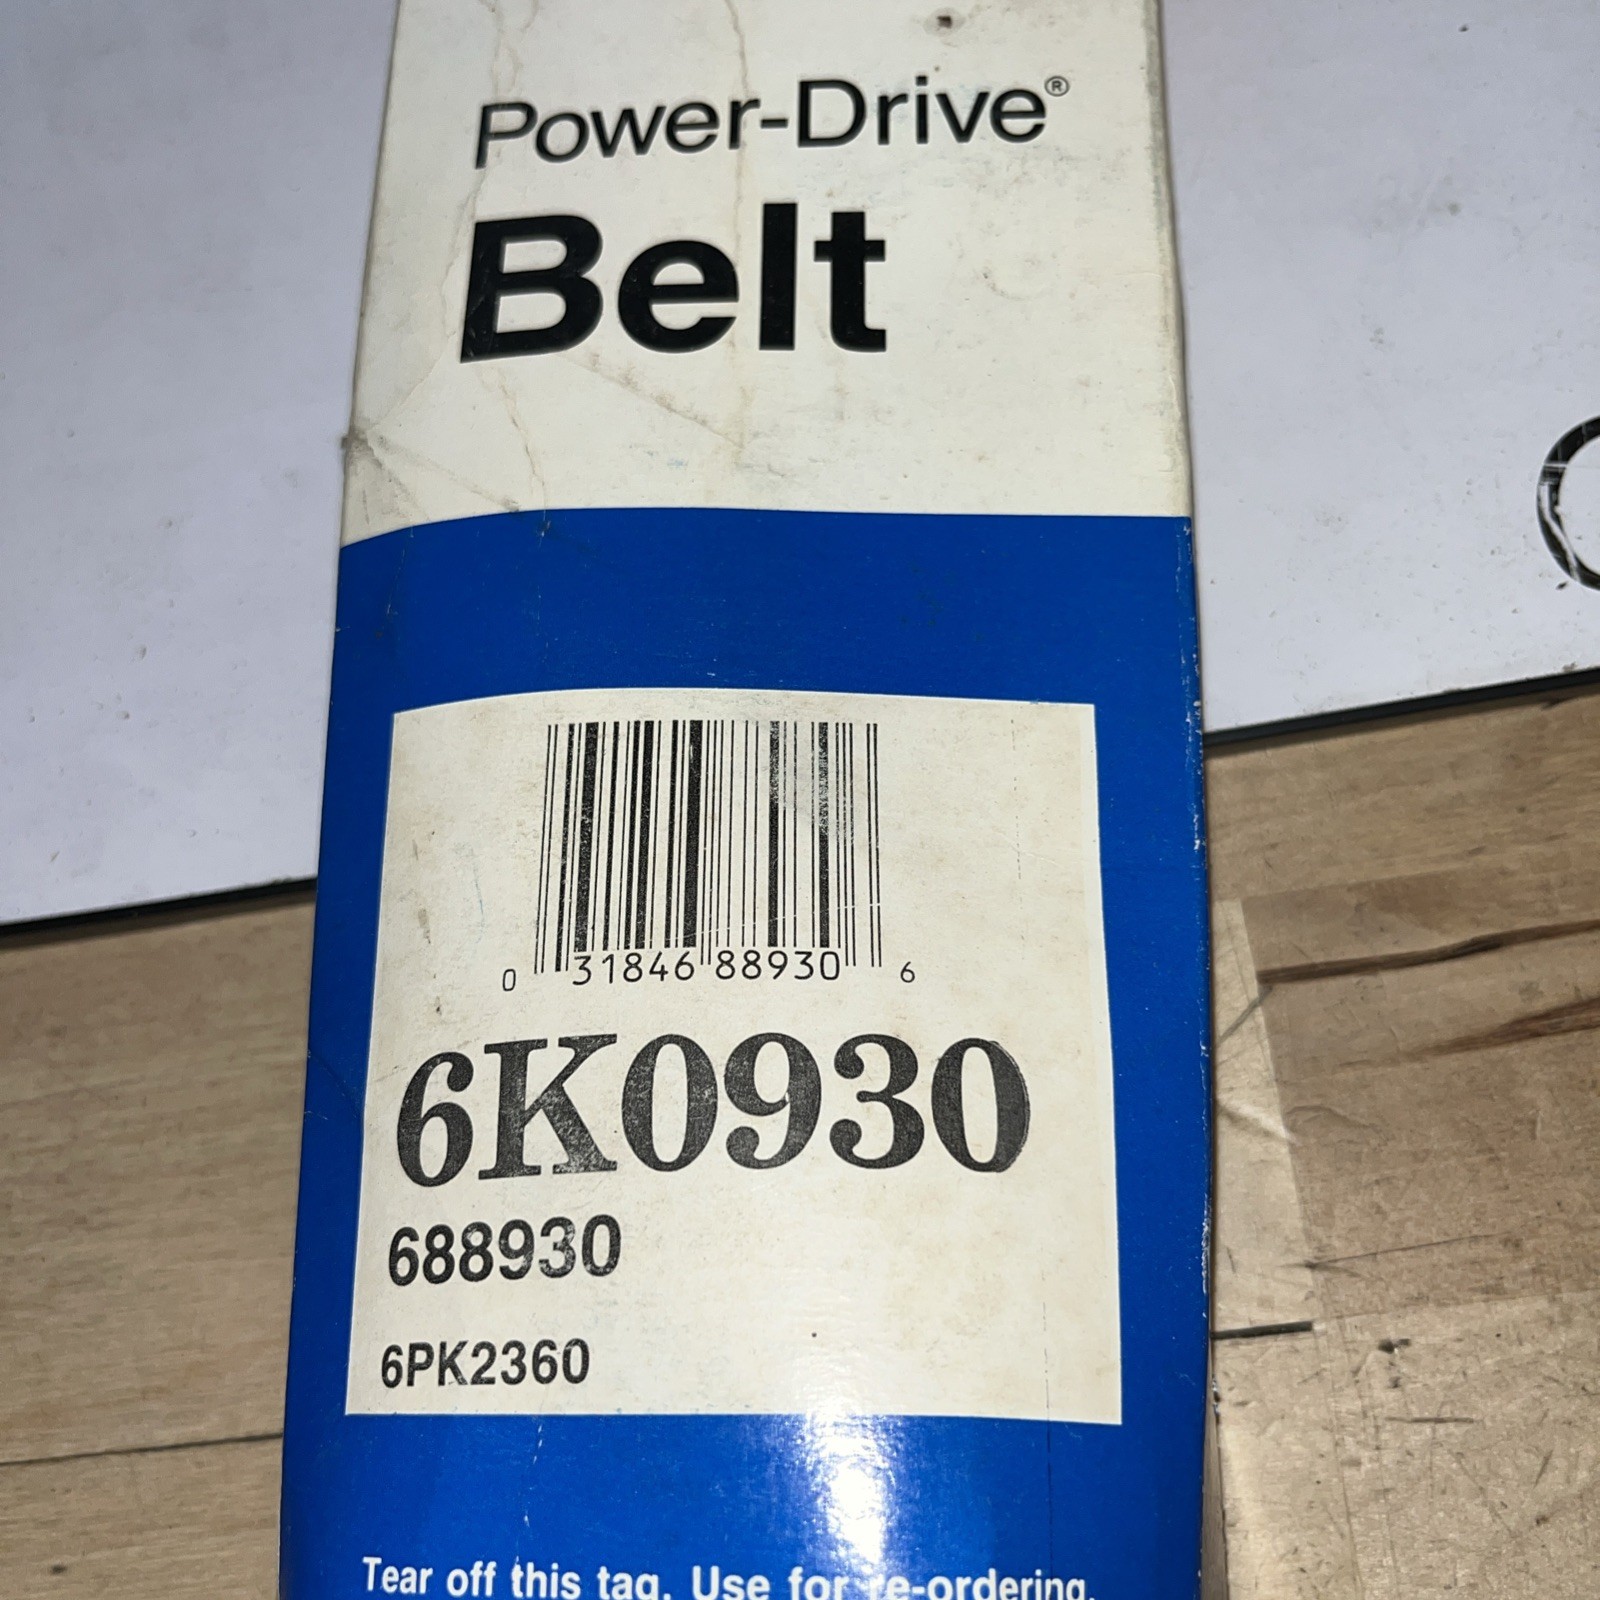 Power-Drive®
Belt
0 31846 88930 6
6K0930
688930
6PK2360
Tear off this tag. Use for re-ordering.